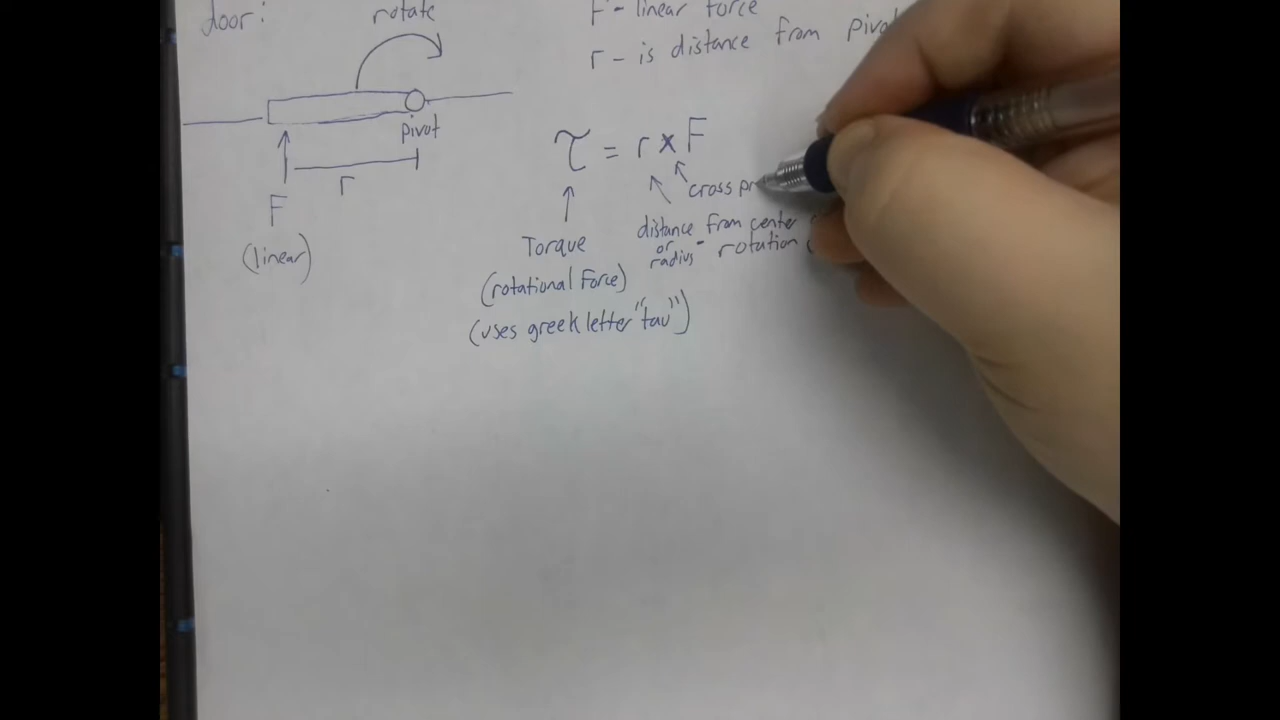 door:
rotate
F - linear force
r - is distance from pivot
pivot
r
F
(linear)
τ = r × F
cross pr
distance from center
or
radius - rotation
Torque
(rotational Force)
(uses greek letter "tau")